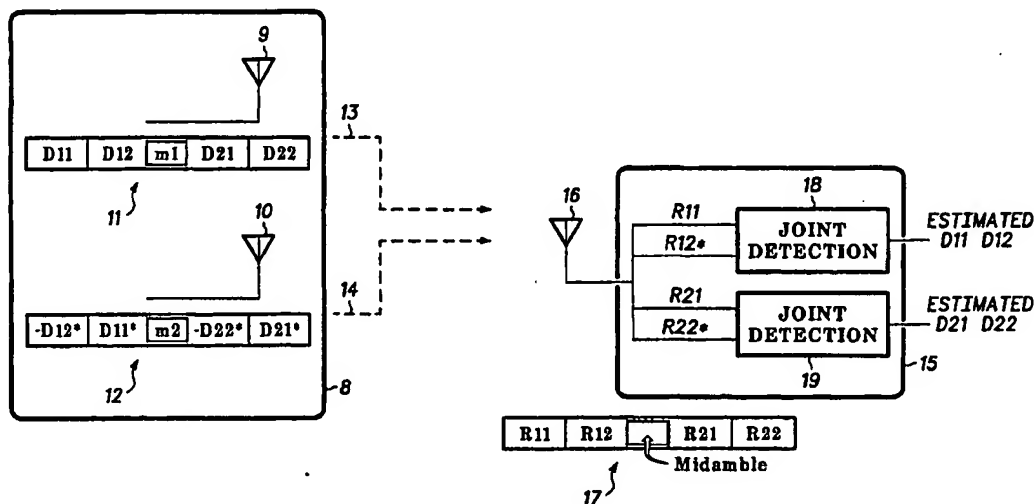 9
13
D11 D12 m1 D21 D22
11
10
14
-D12* D11* m2 -D22* D21*
12
8
16
R11
R12*
18
JOINT
DETECTION
ESTIMATED
D11 D12
R21
R22*
JOINT
DETECTION
19
ESTIMATED
D21 D22
15
R11 R12 R21 R22
Midamble
17